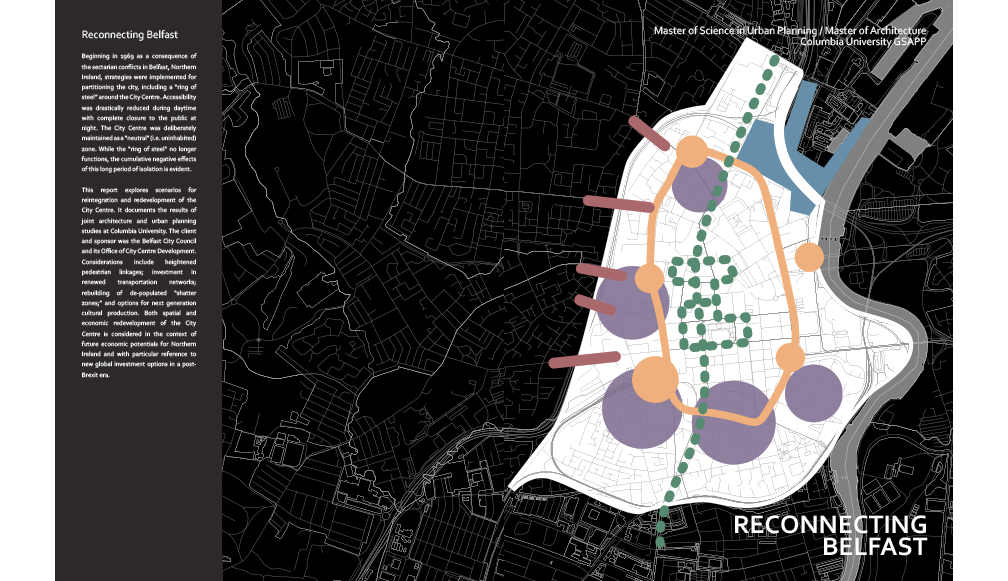 Reconnecting Belfast
Beginning in 1969 as a consequence of
the sectarian conflicts in Belfast, Northern
Ireland, strategies were implemented for
partitioning the city, including a "ring of
steel" around the City Centre. Accessibility
was drastically reduced during daytime
with complete closure to the public at
night. The City Centre was deliberately
maintained as a "neutral" (i.e. uninhabited)
zone. While the "ring of steel" no longer
functions, the cumulative negative effects
of this long period of isolation is evident.
This report explores scenarios for
reintegration and redevelopment of the
City Centre. It documents the results of
joint architecture and urban planning
studies at Columbia University. The client
and sponsor was the Belfast City Council
and its Office of City Centre Development.
Considerations include heightened
pedestrian linkages; investment in
renewed transportation networks;
rebuilding of de-populated "shatter
zones;" and options for next generation
cultural production. Both spatial and
economic redevelopment of the City
Centre is considered in the context of
future economic potentials for Northern
Ireland and with particular reference to
new global investment options in a post-
Brexit era.
Master of Science in Urban Planning / Master of Architecture
Columbia University GSAPP
RECONNECTING
BELFAST